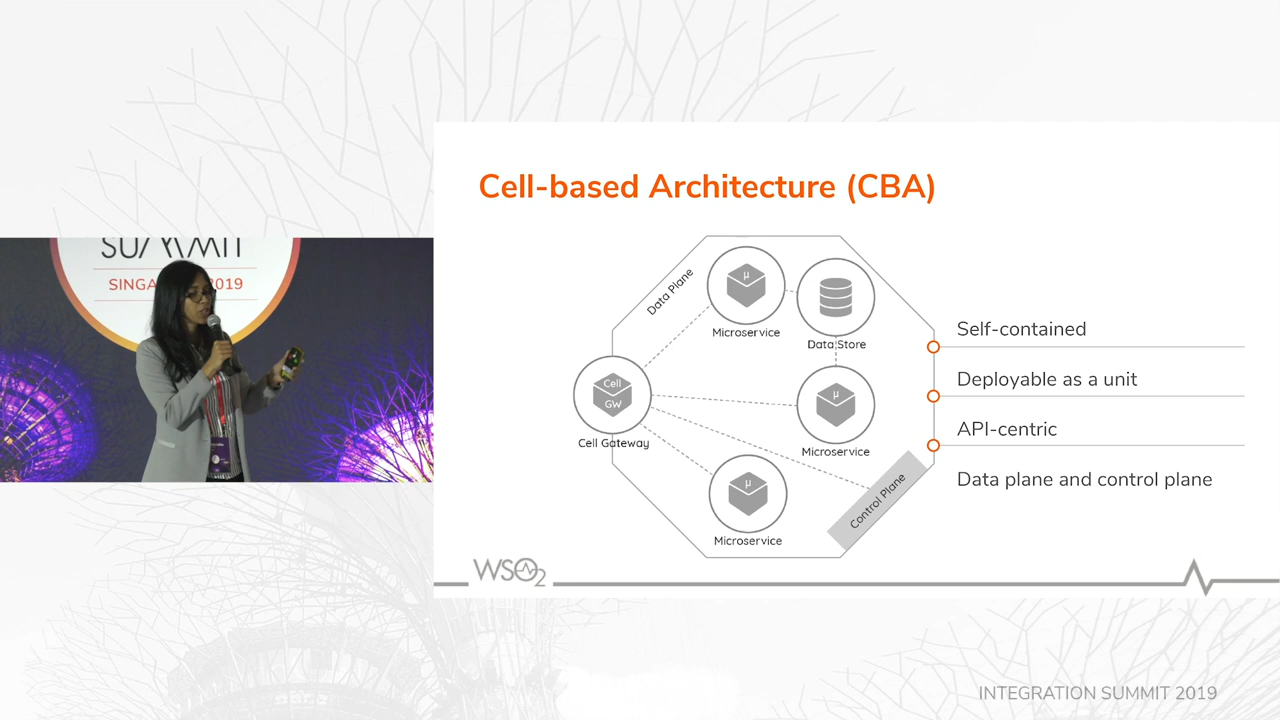 Cell-based Architecture (CBA)
SUMMIT
SINGA 2019
Data Plane
μ
Microservice
Data Store
Cell
GW
Cell Gateway
μ
Microservice
μ
Microservice
Control Plane
Self-contained
Deployable as a unit
API-centric
Data plane and control plane
WSO2
INTEGRATION SUMMIT 2019